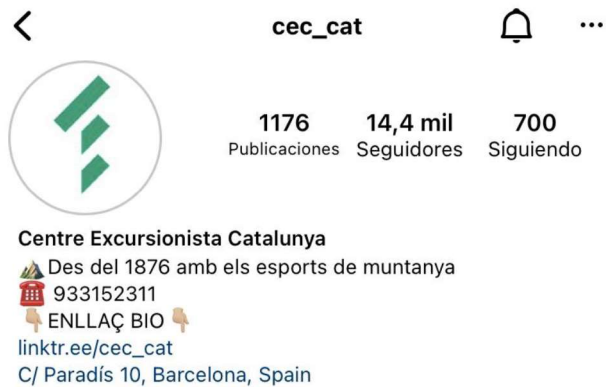 cec_cat
1176 14,4 mil 700
Publicaciones Seguidores Siguiendo
Centre Excursionista Catalunya
Des del 1876 amb els esports de muntanya
933152311
ENLLAÇ BIO
linktr.ee/cec_cat
C/ Paradís 10, Barcelona, Spain